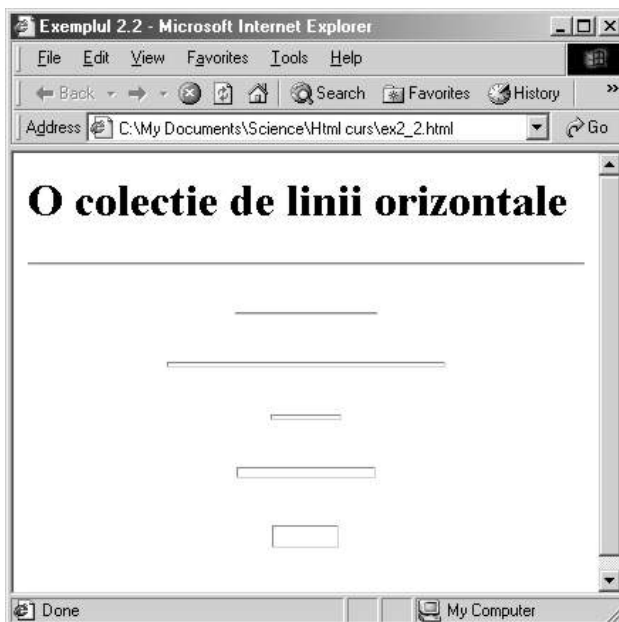 Exemplul 2.2 - Microsoft Internet Explorer
File Edit View Favorites Tools Help
Back Search Favorites History »
Address C:\My Documents\Science\Html curs\ex2_2.html Go
O colectie de linii orizontale
Done My Computer